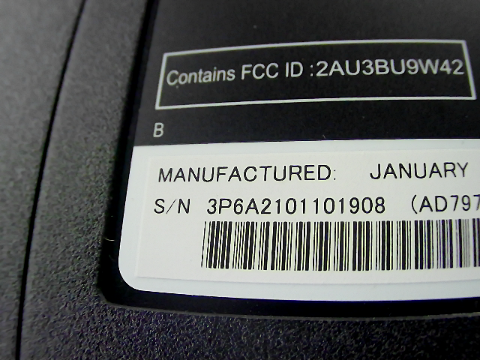 Contains FCC ID :2AU3BU9W42
B
MANUFACTURED: JANUARY
S/N 3P6A2101101908 (AD797